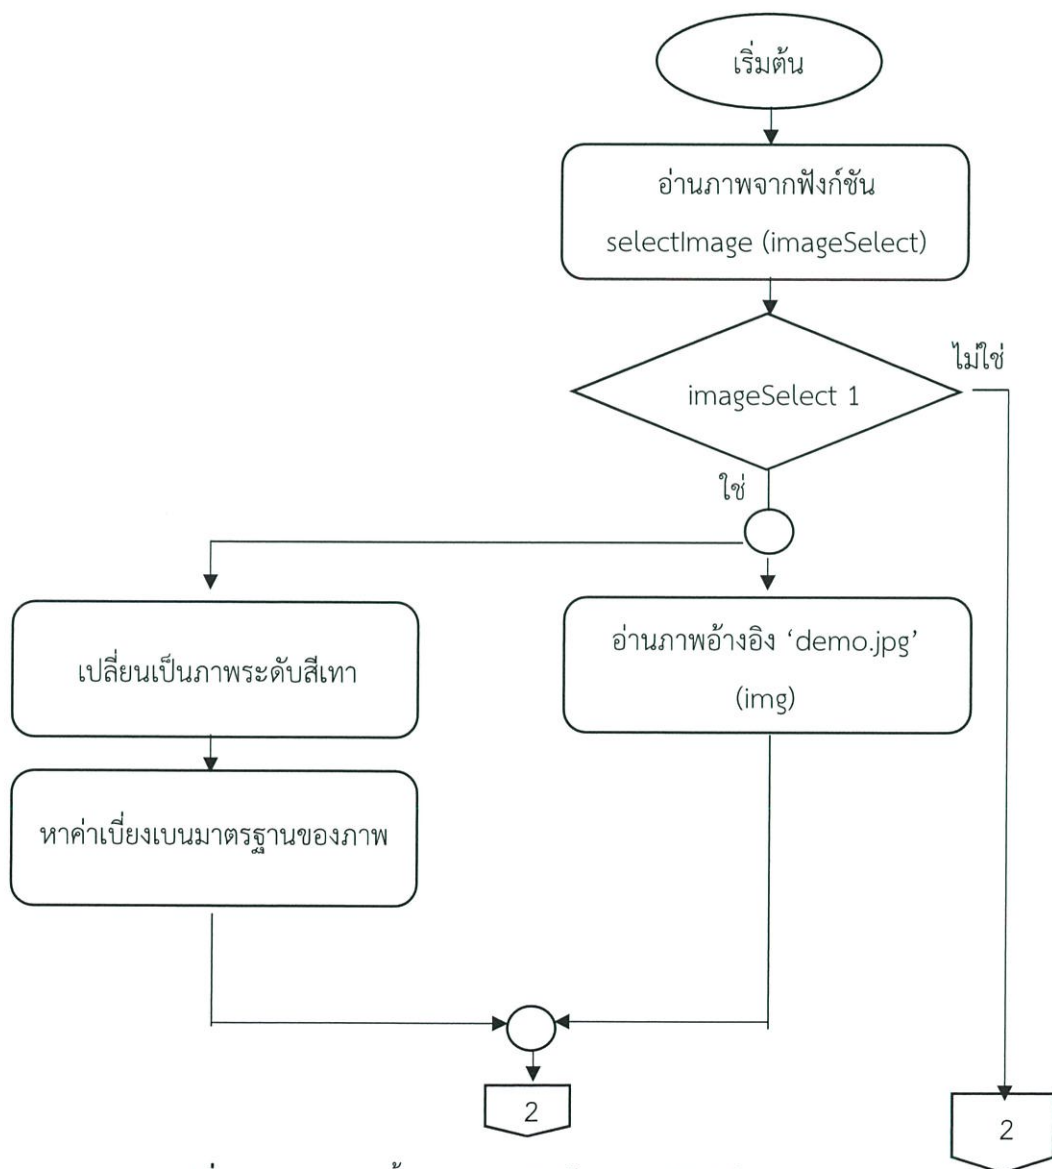 เริ่มต้น
อ่านภาพจากฟังก์ชัน
selectImage (imageSelect)
ไม่ใช่
imageSelect 1
ใช่
เปลี่ยนเป็นภาพระดับสีเทา
อ่านภาพอ้างอิง ‘demo.jpg’
(img)
หาค่าเบี่ยงเบนมาตรฐานของภาพ
2
2